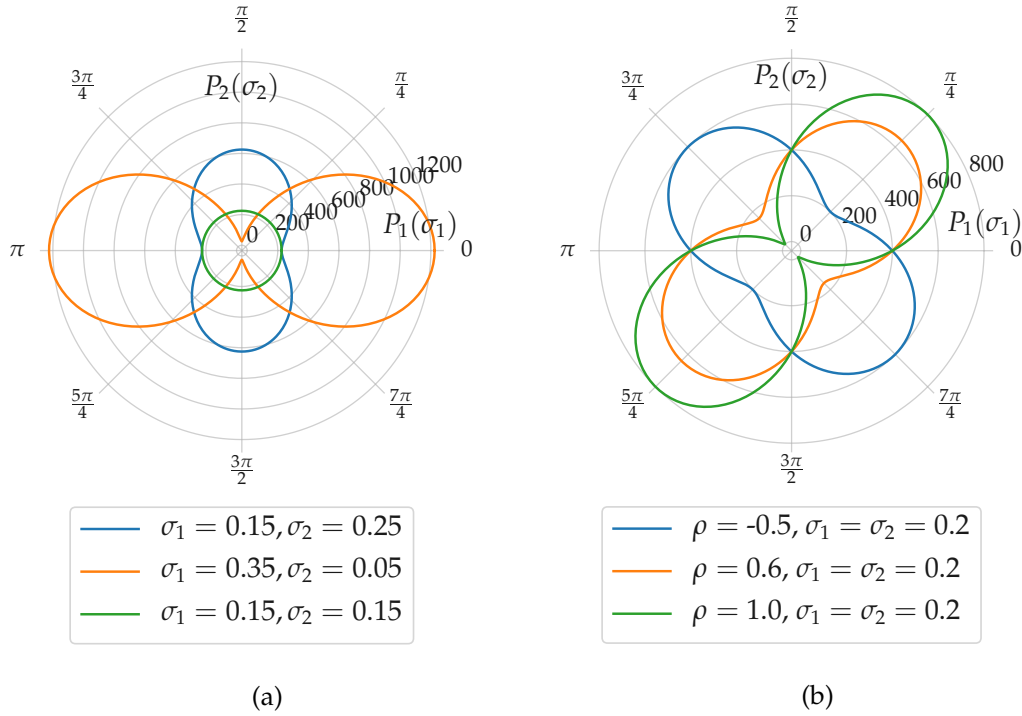 π/2
3π/4
P₂(σ₂)
π/4
1200
1000
800
600
400
200
0
P₁(σ₁)
π
0
5π/4
7π/4
3π/2
σ₁ = 0.15, σ₂ = 0.25
σ₁ = 0.35, σ₂ = 0.05
σ₁ = 0.15, σ₂ = 0.15
(a)
π/2
3π/4
P₂(σ₂)
π/4
800
600
400
200
0
P₁(σ₁)
π
0
5π/4
7π/4
3π/2
ρ = -0.5, σ₁ = σ₂ = 0.2
ρ = 0.6, σ₁ = σ₂ = 0.2
ρ = 1.0, σ₁ = σ₂ = 0.2
(b)